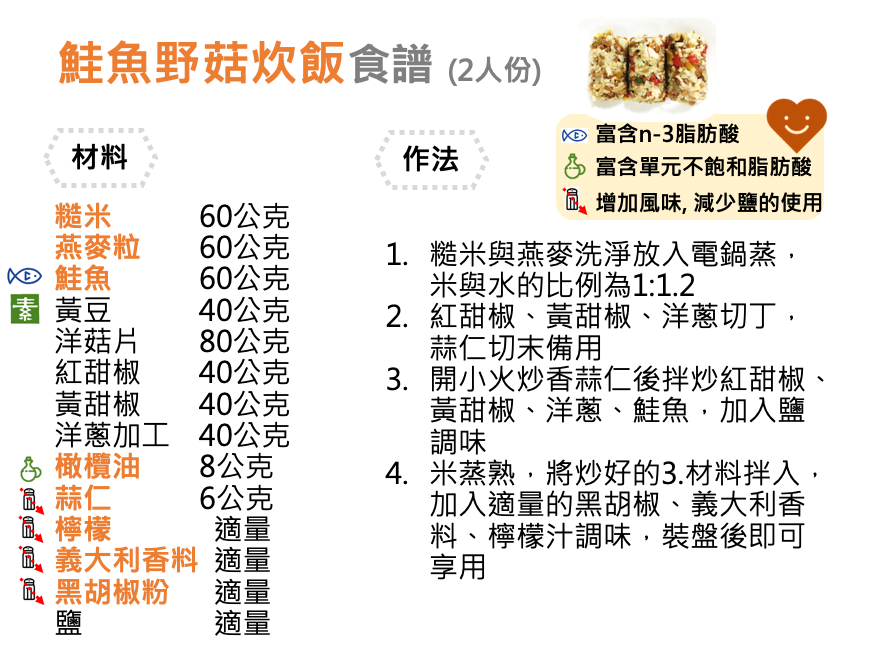 鮭魚野菇炊飯食譜 (2人份)
富含n-3脂肪酸
富含單元不飽和脂肪酸
增加風味, 減少鹽的使用
材料
糙米 60公克
燕麥粒 60公克
鮭魚 60公克
素 黃豆 40公克
洋菇片 80公克
紅甜椒 40公克
黃甜椒 40公克
洋蔥加工 40公克
橄欖油 8公克
蒜仁 6公克
檸檬 適量
義大利香料 適量
黑胡椒粉 適量
鹽 適量
作法
1. 糙米與燕麥洗淨放入電鍋蒸，
米與水的比例為1:1.2
2. 紅甜椒、黃甜椒、洋蔥切丁，
蒜仁切末備用
3. 開小火炒香蒜仁後拌炒紅甜椒、
黃甜椒、洋蔥、鮭魚，加入鹽
調味
4. 米蒸熟，將炒好的3.材料拌入，
加入適量的黑胡椒、義大利香
料、檸檬汁調味，裝盤後即可
享用